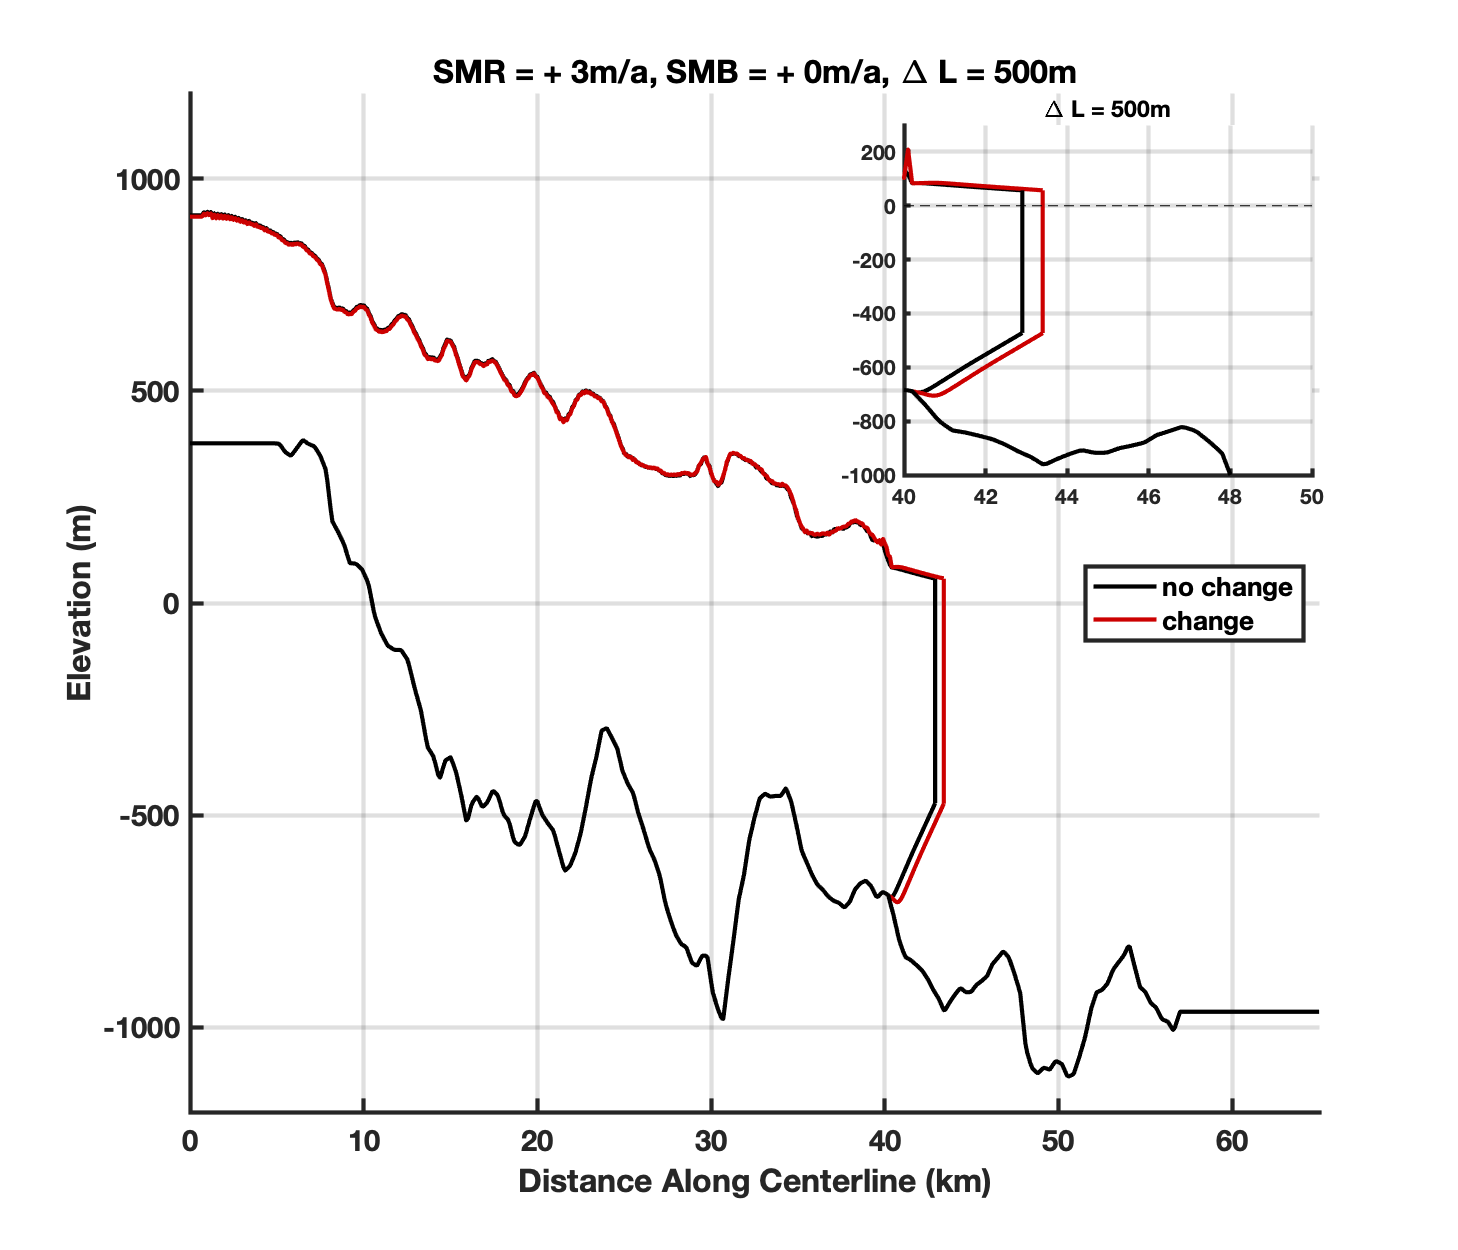 SMR = + 3m/a, SMB = + 0m/a, Δ L = 500m
Δ L = 500m
200
0
-200
-400
-600
-800
-1000
40 42 44 46 48 50
1000
500
0
-500
-1000
Elevation (m)
no change
change
0 10 20 30 40 50 60
Distance Along Centerline (km)